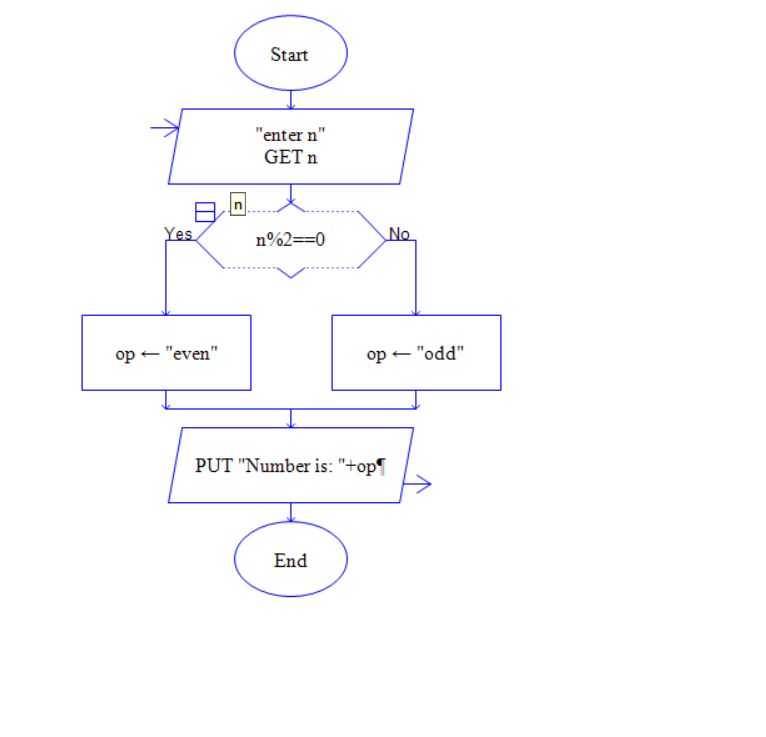 Start
"enter n"
GET n
n
Yes
n%2==0
No
op ← "even"
op ← "odd"
PUT "Number is: "+op¶
End